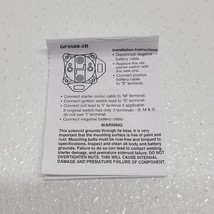 GF5586-2B
Installation Instructions
• Disconnect negative
battery cable.
• Replace the old
starter switch with
the new one.
• Connect positive
battery cable
to "B" terminal.
• Connect starter motor cable to "M" terminal.
• Connect ignition switch lead to "S" terminal.
• Connect coil lead to "I" terminal if applicable.
If original switch has only 3 terminals - B, M & S,
do not use "I" terminal.
• Connect negative battery cable.
WARNING
This solenoid grounds thru its base. It is very
important that the mounting surface is free of paint and
rust. Mounting bolts must be rust-free and torqued to
specifications. Inspect and clean all body and battery
grounds. Failure to do so can lead to contact welding,
starter damage, and premature solenoid failure. DO NOT
OVERTIGHTEN NUTS, THIS WILL CAUSE INTERNAL
DAMAGE AND PREMATURE FAILURE OF COMPONENT.